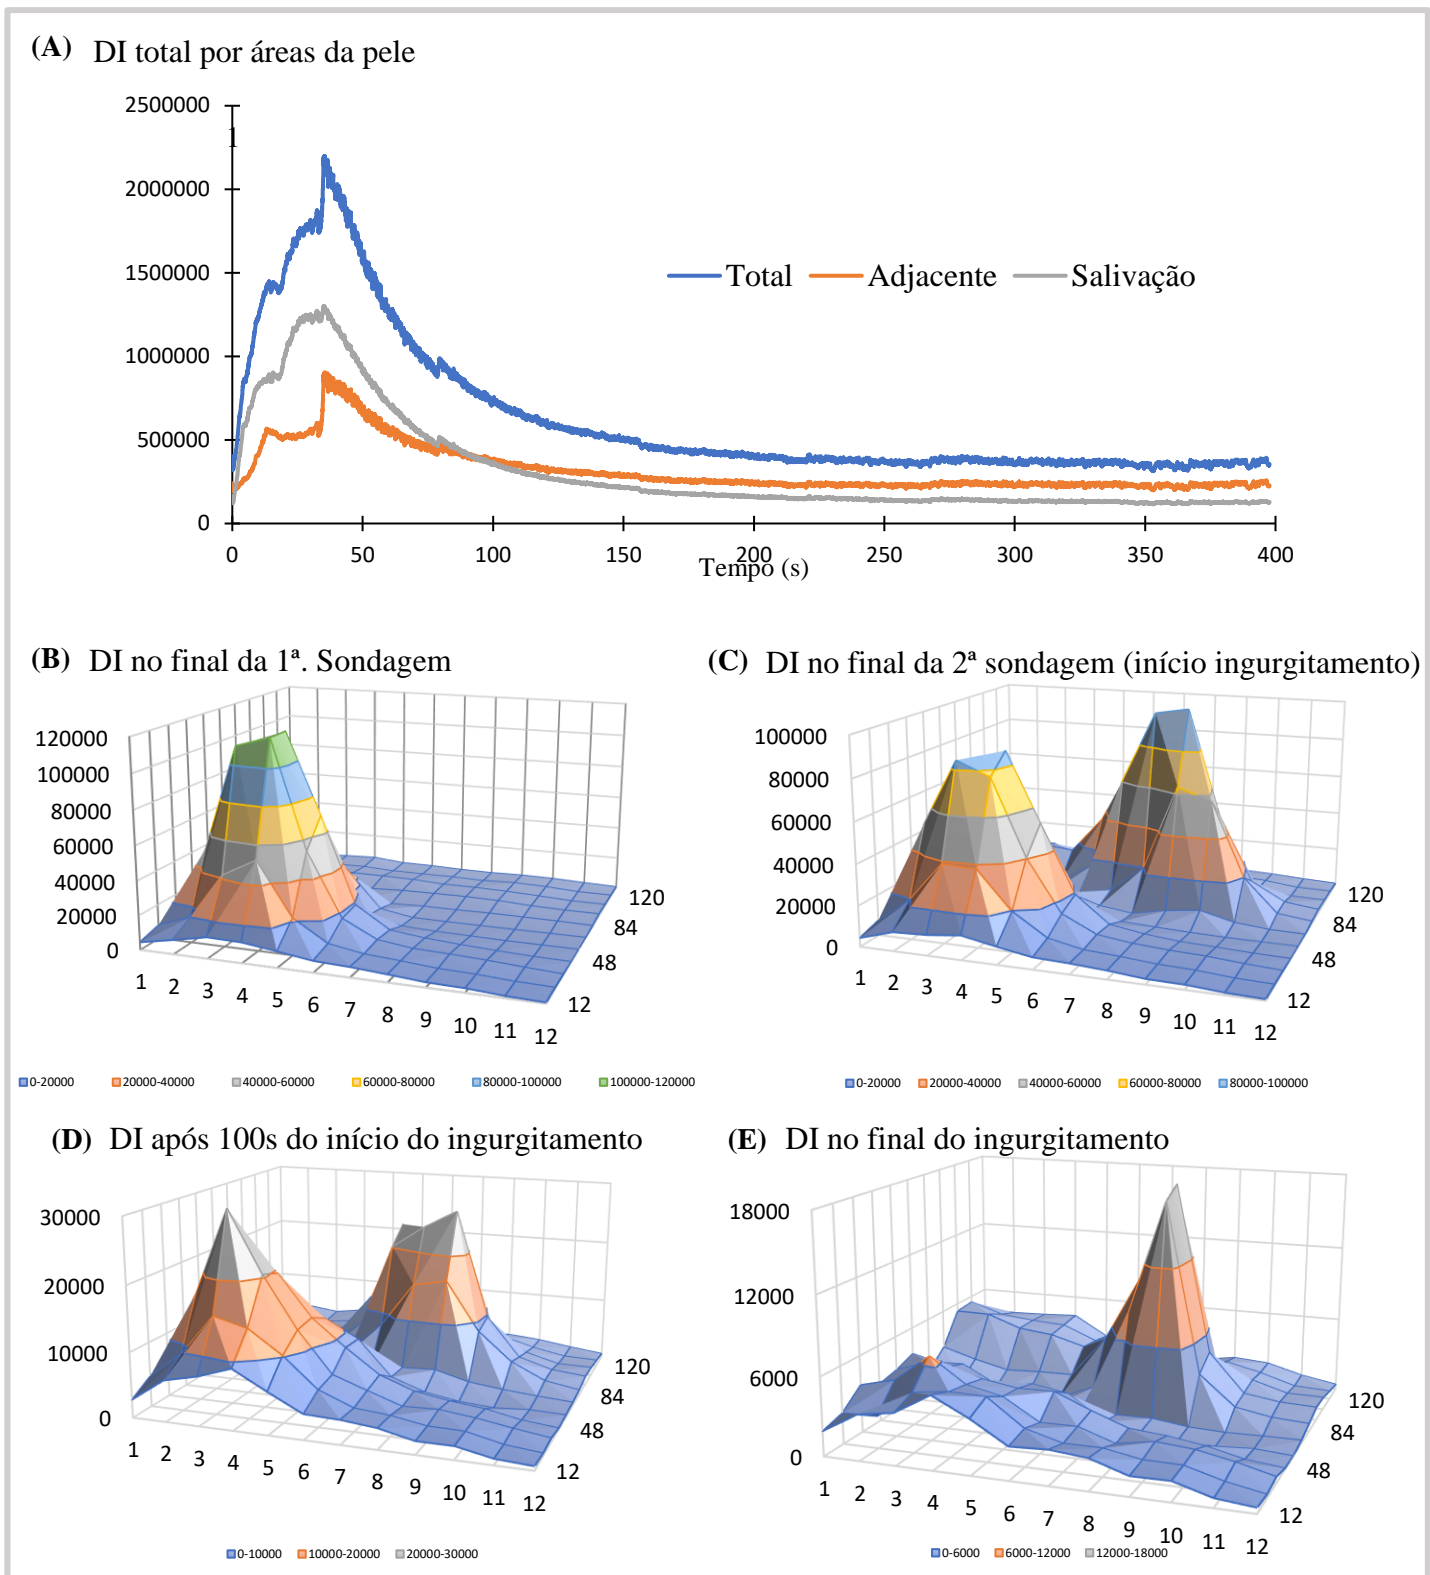 (A) DI total por áreas da pele
2500000
2000000
1500000
1000000
500000
0
Total Adjacente Salivação
0 50 100 150 200 250 300 350 400
Tempo (s)
(B) DI no final da 1ª. Sondagem
120000
100000
80000
60000
40000
20000
0
1 2 3 4 5 6 7 8 9 10 11 12
12
48
84
120
0-20000 20000-40000 40000-60000 60000-80000 80000-100000 100000-120000
(C) DI no final da 2ª sondagem (início ingurgitamento)
100000
80000
60000
40000
20000
0
1 2 3 4 5 6 7 8 9 10 11 12
12
48
84
120
0-20000 20000-40000 40000-60000 60000-80000 80000-100000
(D) DI após 100s do início do ingurgitamento
30000
20000
10000
0
1 2 3 4 5 6 7 8 9 10 11 12
12
48
84
120
0-10000 10000-20000 20000-30000
(E) DI no final do ingurgitamento
18000
12000
6000
0
1 2 3 4 5 6 7 8 9 10 11 12
12
48
84
120
0-6000 6000-12000 12000-18000